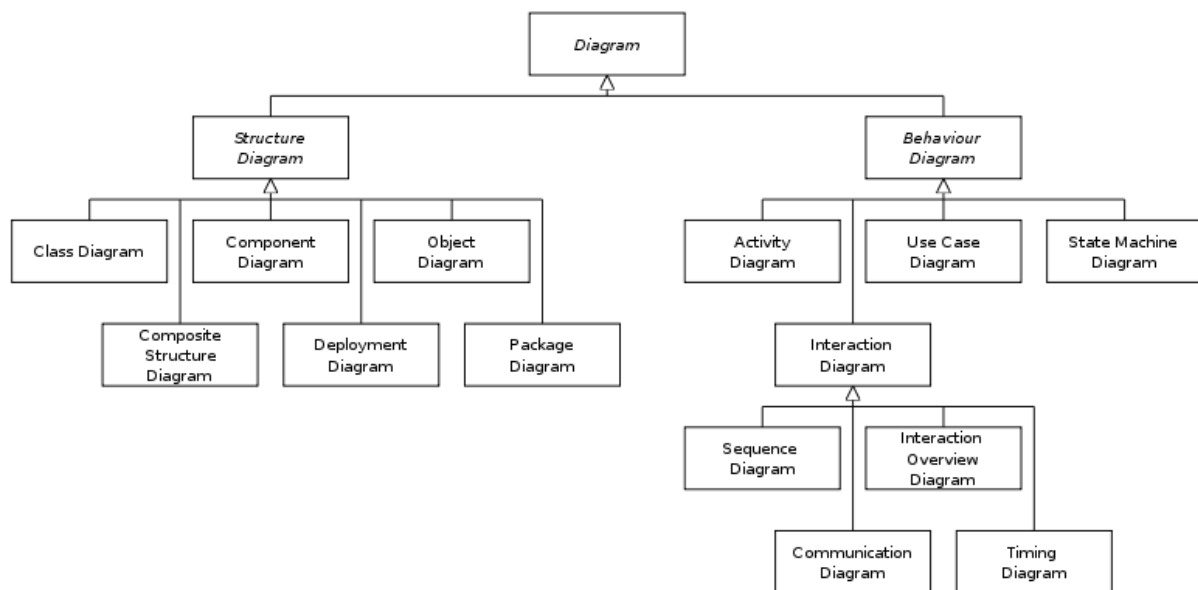 Diagram
Structure
Diagram
Behaviour
Diagram
Class Diagram
Component
Diagram
Object
Diagram
Activity
Diagram
Use Case
Diagram
State Machine
Diagram
Composite
Structure
Diagram
Deployment
Diagram
Package
Diagram
Interaction
Diagram
Sequence
Diagram
Interaction
Overview
Diagram
Communication
Diagram
Timing
Diagram